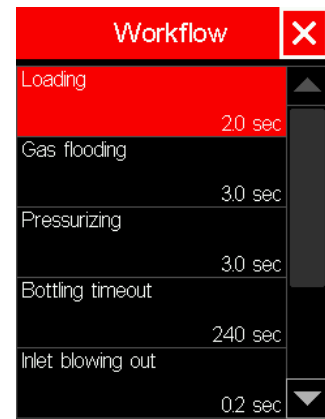 Workflow
Loading
2.0 sec
Gas flooding
3.0 sec
Pressurizing
3.0 sec
Bottling timeout
240 sec
Inlet blowing out
0.2 sec